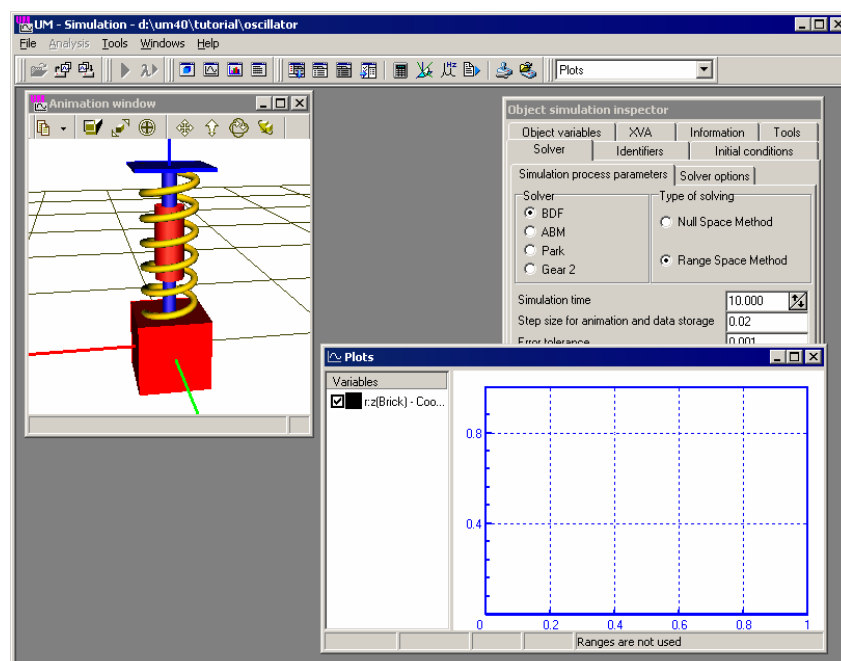 UM - Simulation - d:\um40\tutorial\oscillator
File Analysis Tools Windows Help
Plots
Animation window
Object simulation inspector
Object variables XVA Information Tools
Solver Identifiers Initial conditions
Simulation process parameters Solver options
Solver Type of solving
BDF
ABM
Park
Gear 2
Null Space Method
Range Space Method
Simulation time 10.000
Step size for animation and data storage 0.02
Error tolerance 0.001
Plots
Variables
r:z(Brick) - Coo...
0.8
0.4
0 0.2 0.4 0.6 0.8 1
Ranges are not used